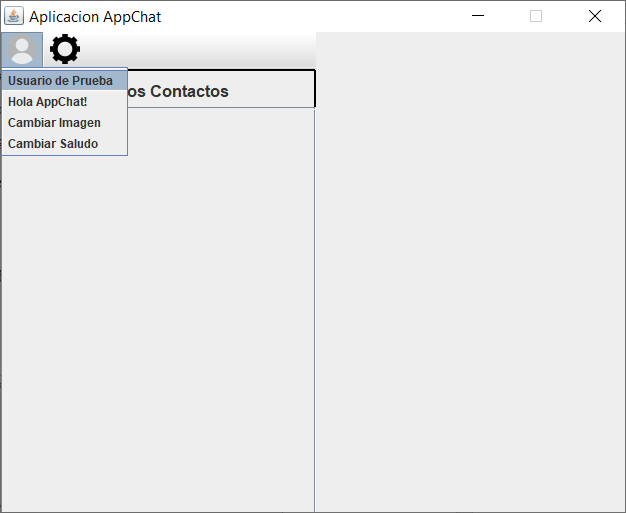 Aplicacion AppChat
Usuario de Prueba
os Contactos
Hola AppChat!
Cambiar Imagen
Cambiar Saludo